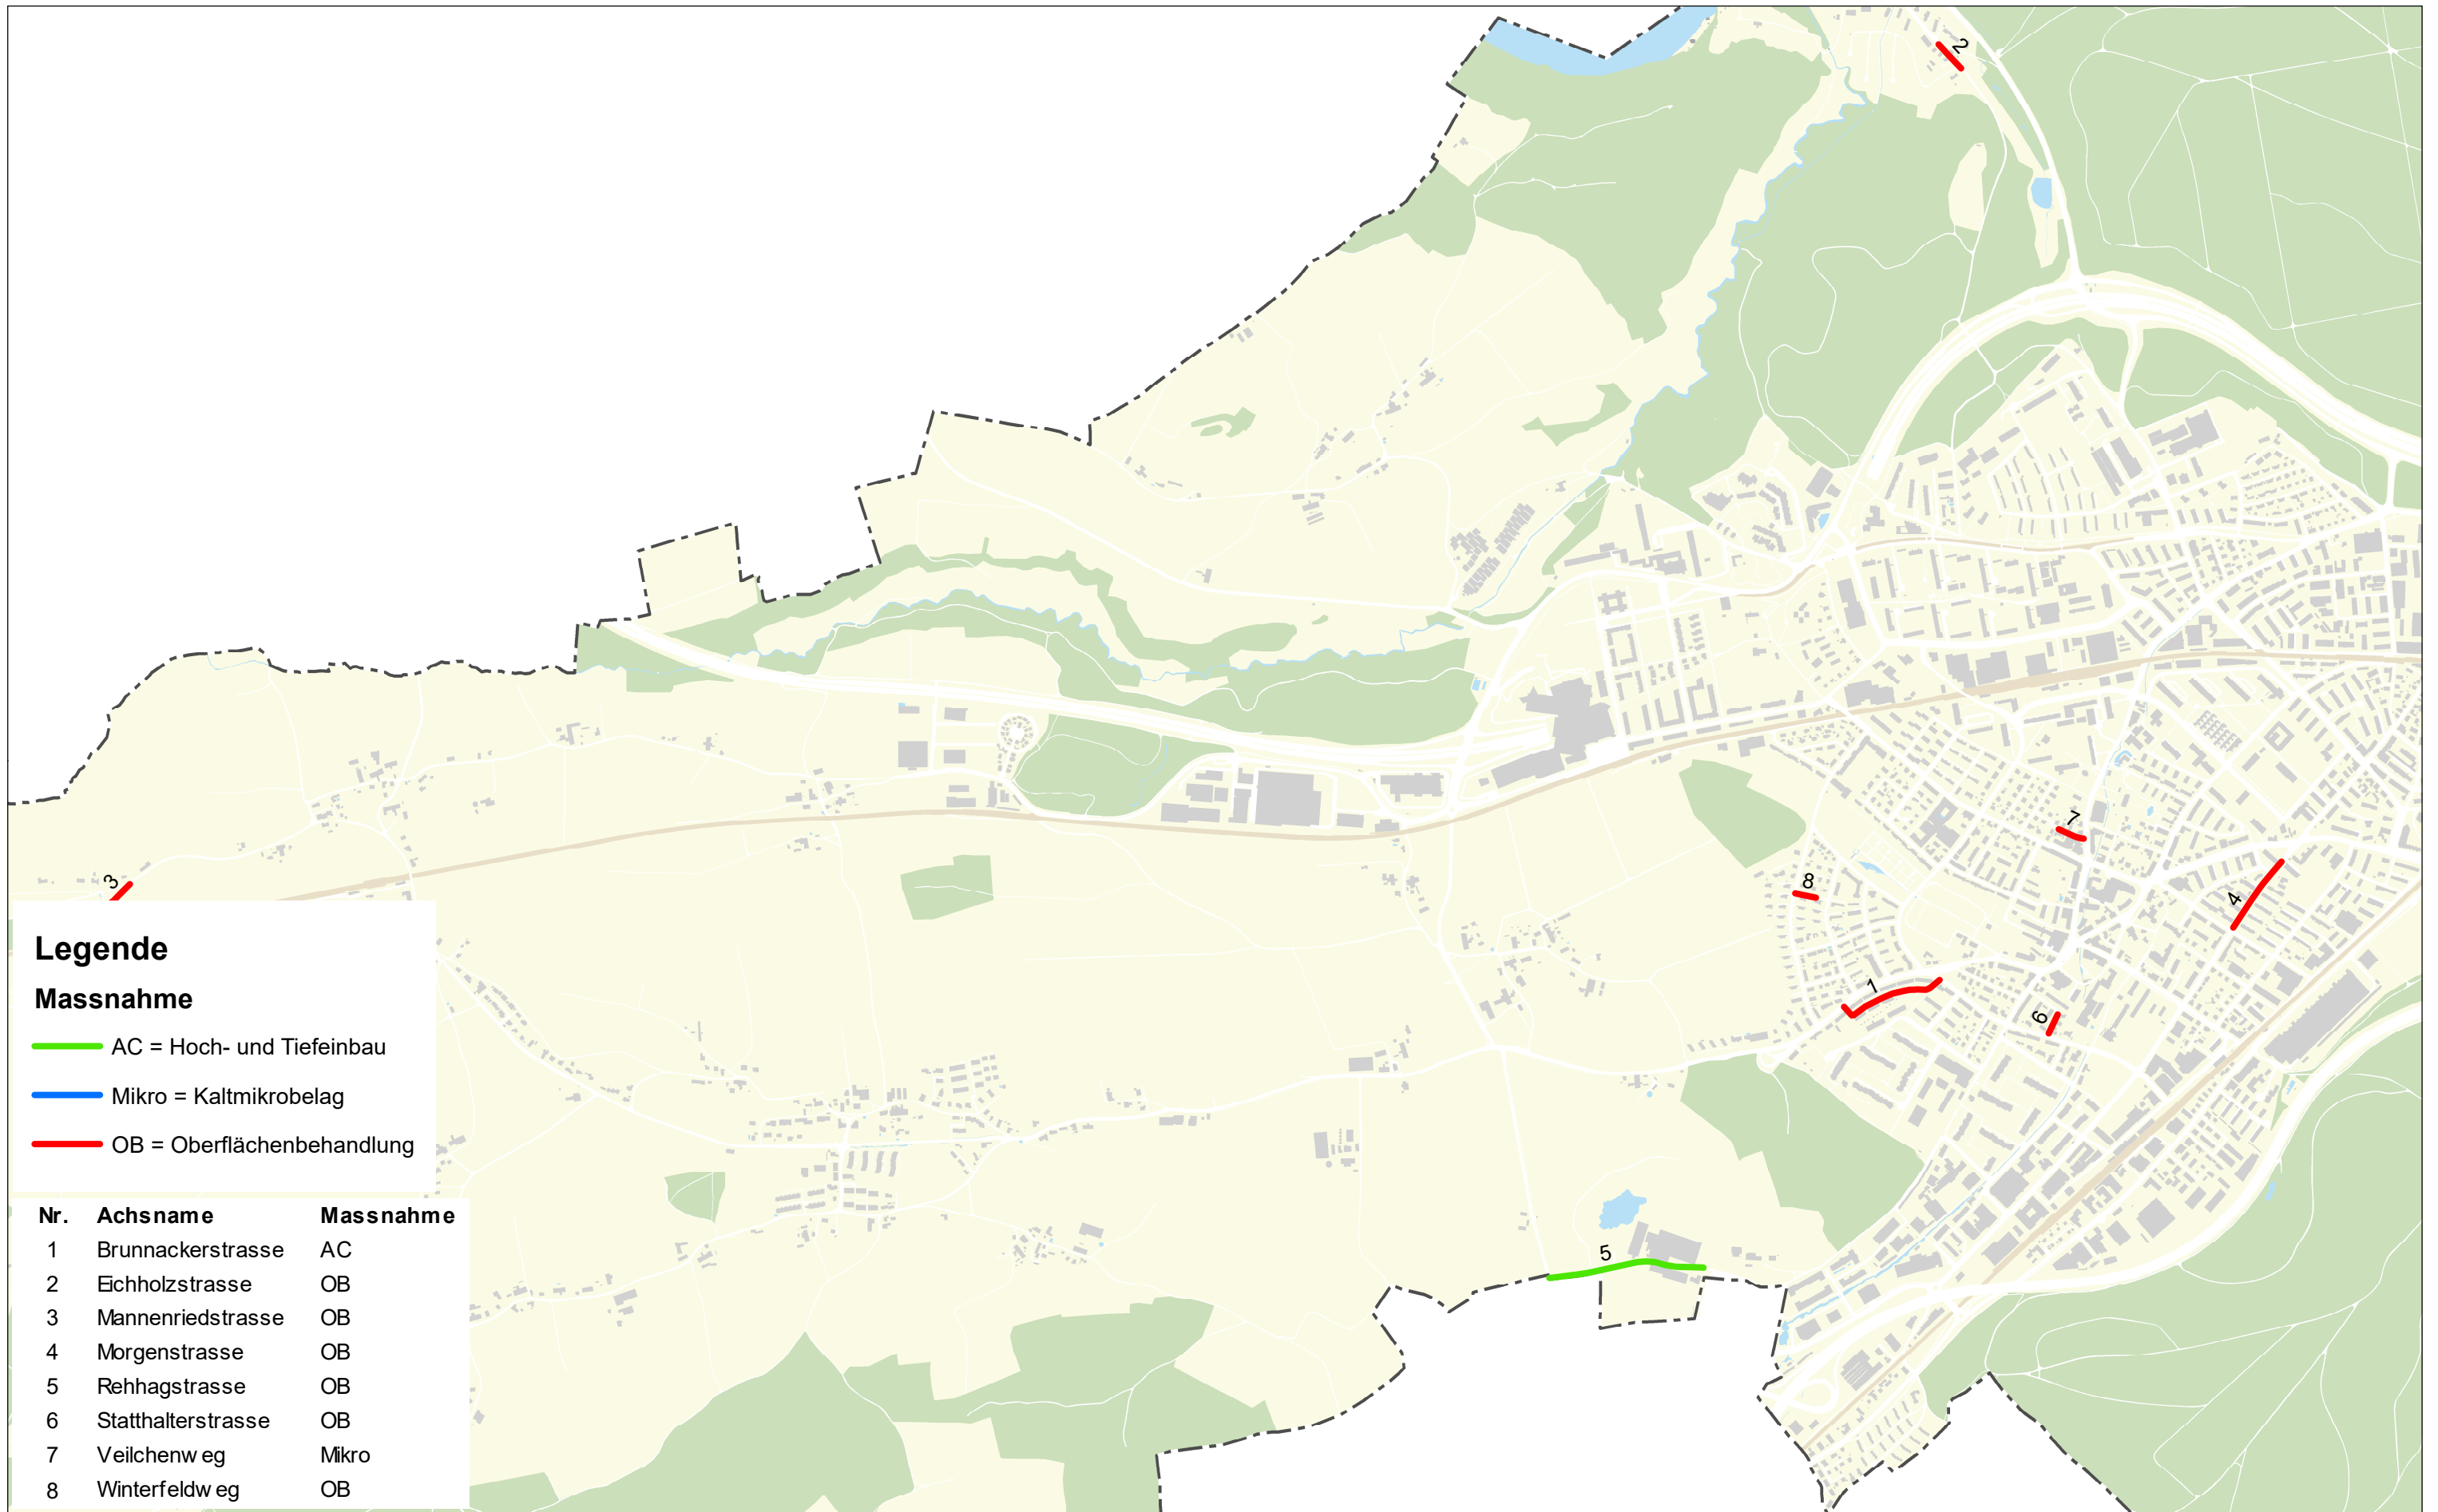 2
7
8
3
4
1
6
5
Legende
Massnahme
AC = Hoch- und Tiefeinbau
Mikro = Kaltmikrobelag
OB = Oberflächenbehandlung
Nr. Achsname Massnahme
1 Brunnackerstrasse AC
2 Eichholzstrasse OB
3 Mannenriedstrasse OB
4 Morgenstrasse OB
5 Rehhagstrasse OB
6 Statthalterstrasse OB
7 Veilchenweg Mikro
8 Winterfeldweg OB